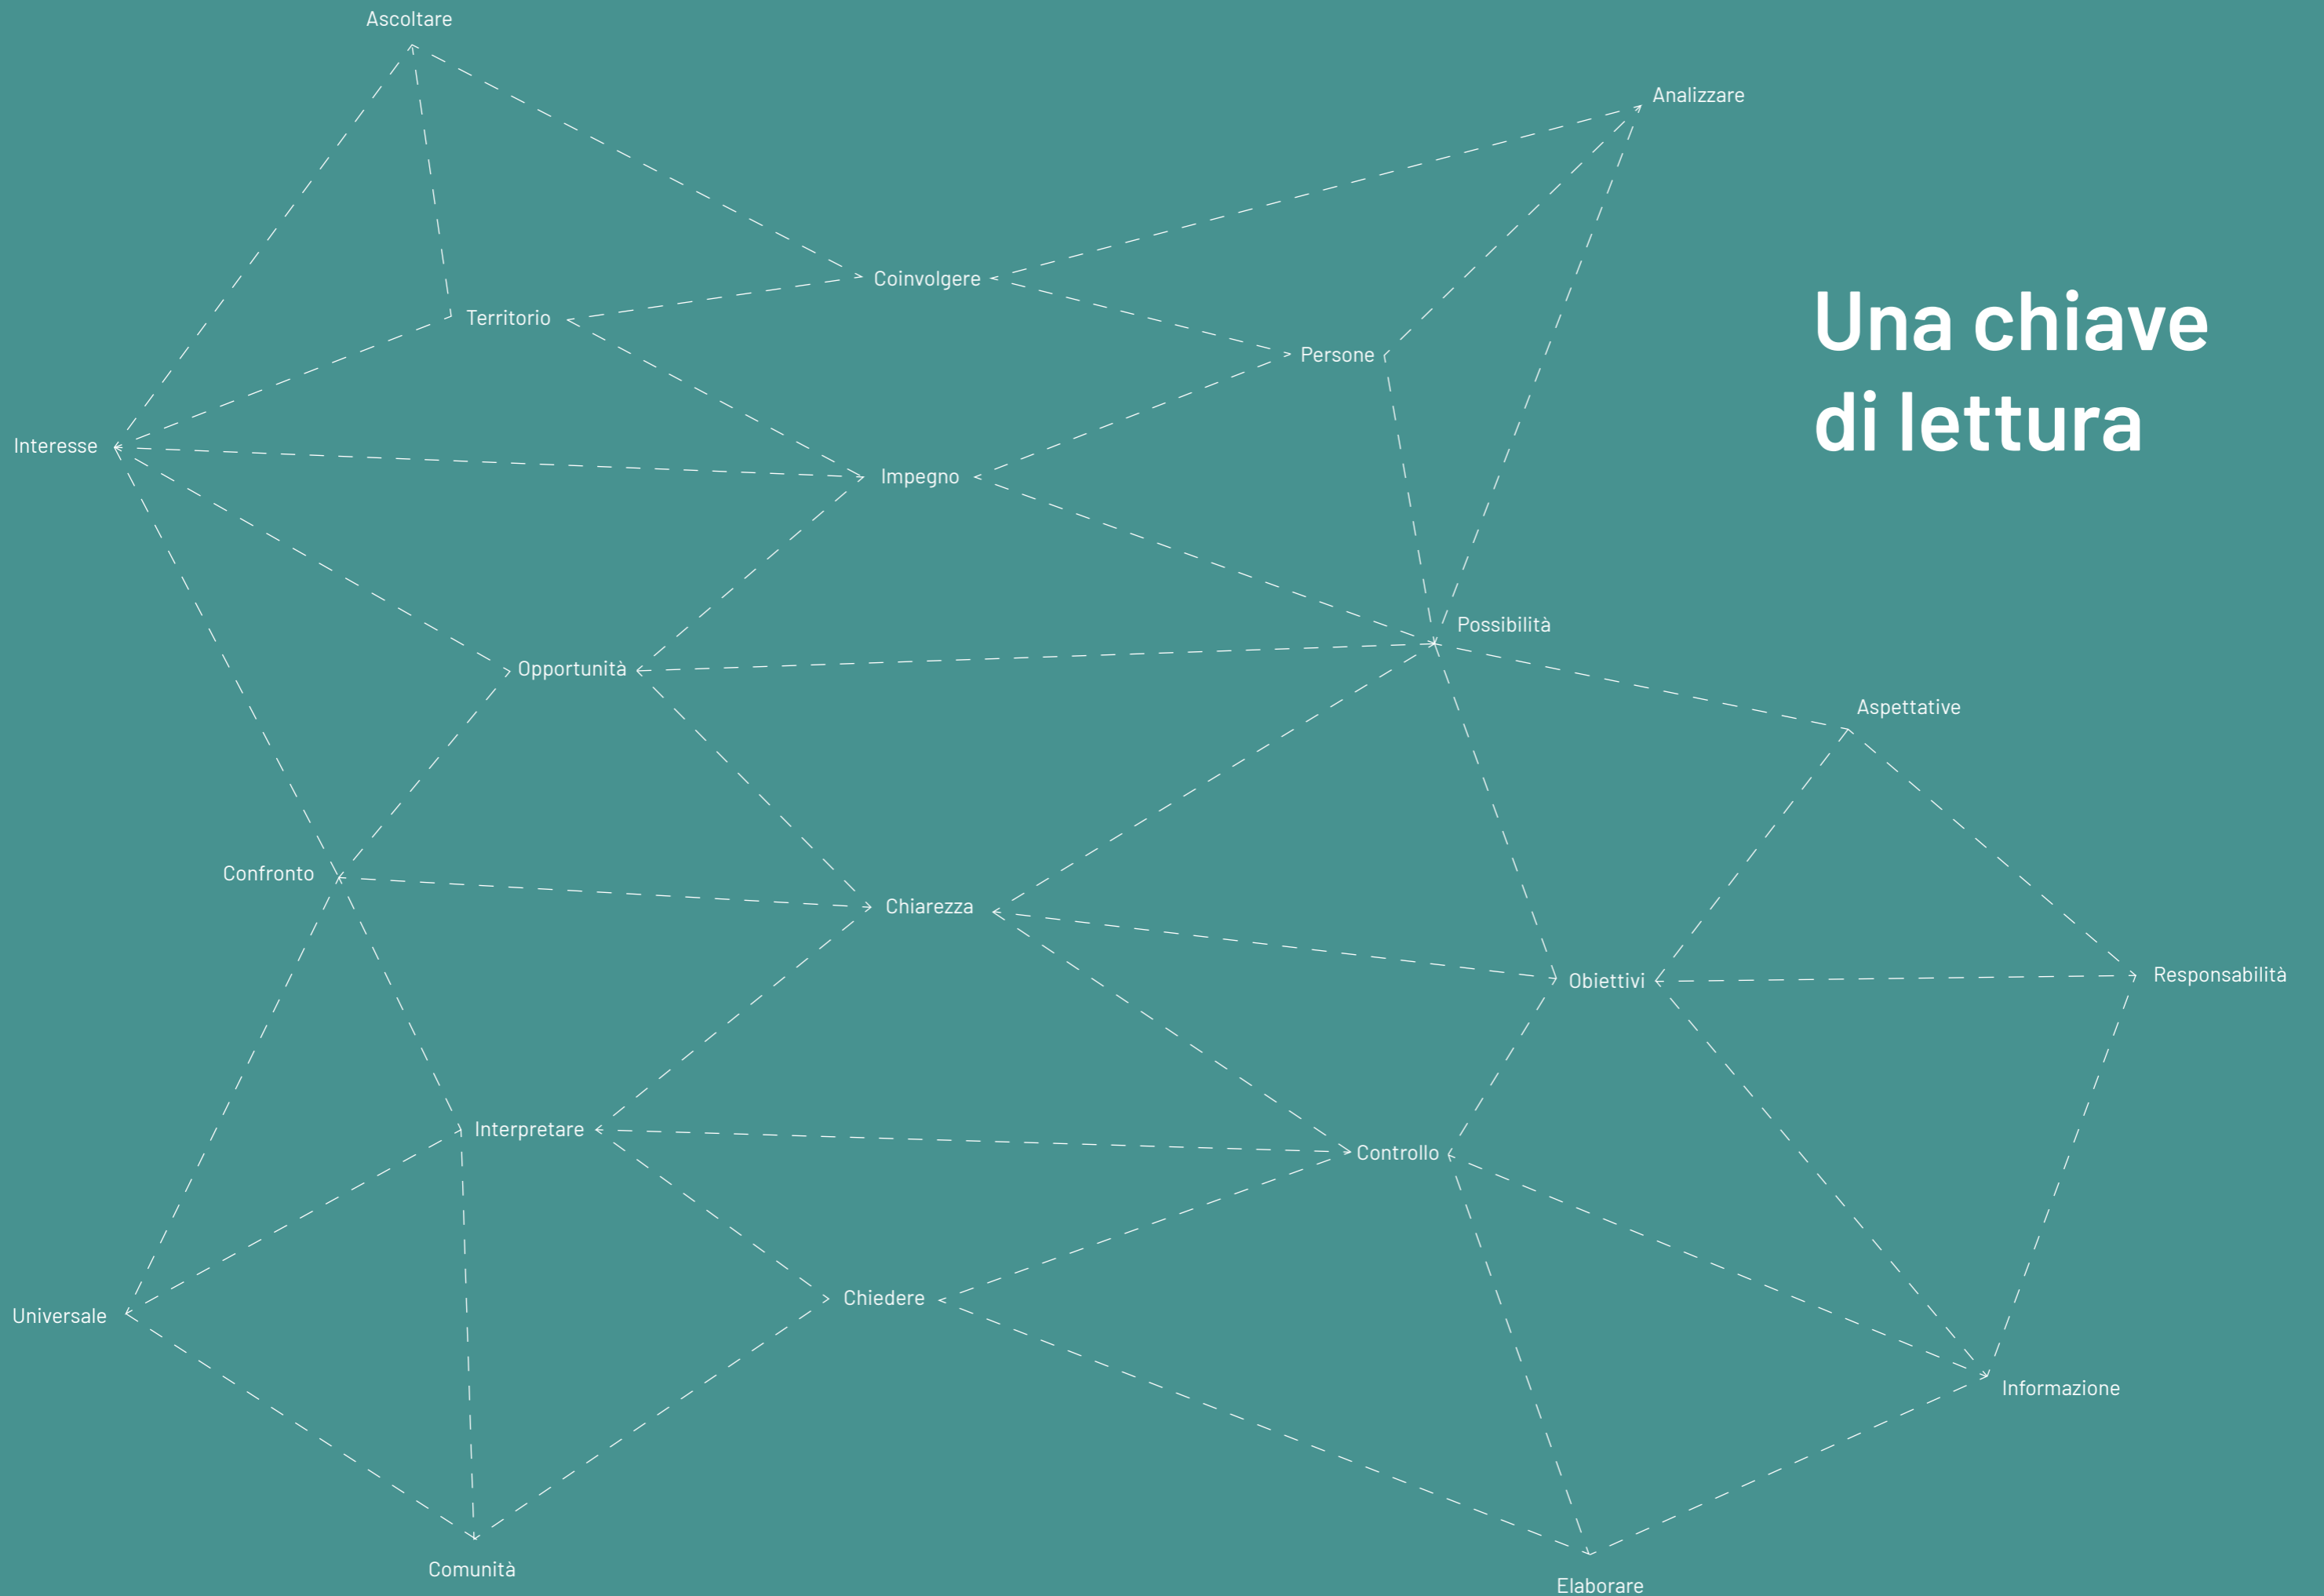 Ascoltare
Analizzare
Coinvolgere
Territorio
Persone
Una chiave
di lettura
Interesse
Impegno
Possibilità
Opportunità
Aspettative
Confronto
Chiarezza
Obiettivi
Responsabilità
Interpretare
Controllo
Chiedere
Universale
Informazione
Comunità
Elaborare